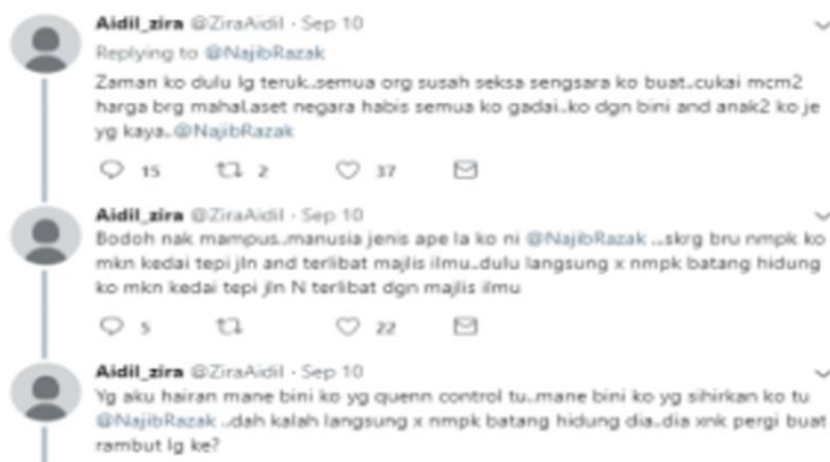 Aidil_zira @ZiraAidil · Sep 10
Replying to @NajibRazak
Zaman ko dulu lg teruk..semua org susah seksa sengsara ko buat..cukai mcm2
harga brg mahal.aset negara habis semua ko gadai..ko dgn bini and anak2 ko je
yg kaya..@NajibRazak
15 2 37
Aidil_zira @ZiraAidil · Sep 10
Bodoh nak mampus..manusia jenis ape la ko ni @NajibRazak ...skrg bru nmpk ko
mkn kedai tepi jln and terlibat majlis ilmu..dulu langsung x nmpk batang hidung
ko mkn kedai tepi jln N terlibat dgn majlis ilmu
5 22
Aidil_zira @ZiraAidil · Sep 10
Yg aku hairan mane bini ko yg quenn control tu..mane bini ko yg sihirkan ko tu
@NajibRazak ..dah kalah langsung x nmpk batang hidung dia..dia xnk pergi buat
rambut lg ke?